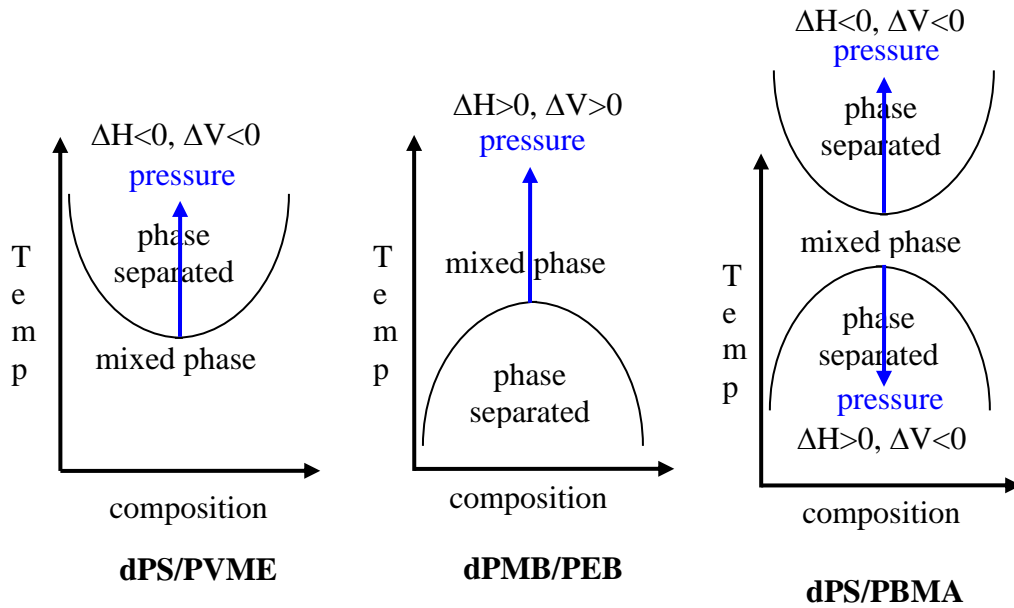 ΔH<0, ΔV<0
pressure
phase
separated
mixed phase
T
e
m
p
composition
dPS/PVME
ΔH>0, ΔV>0
pressure
mixed phase
phase
separated
T
e
m
p
composition
dPMB/PEB
ΔH<0, ΔV<0
pressure
phase
separated
mixed phase
phase
separated
pressure
ΔH>0, ΔV<0
T
e
m
p
composition
dPS/PBMA